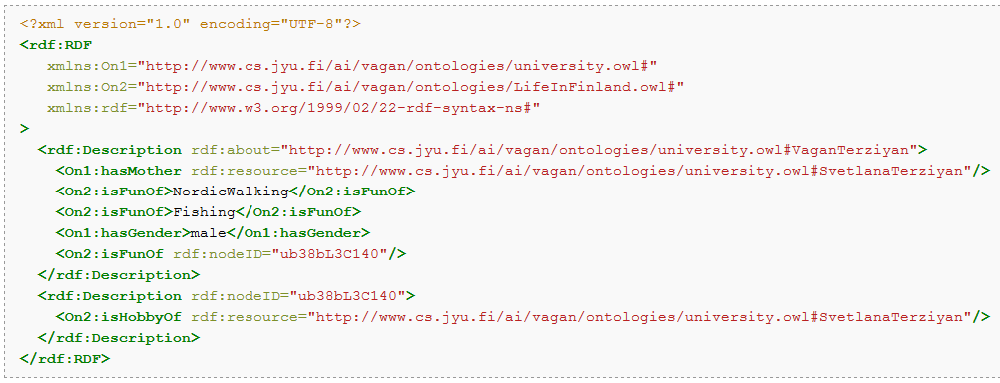 <?xml version="1.0" encoding="UTF-8"?>
<rdf:RDF
   xmlns:On1="http://www.cs.jyu.fi/ai/vagan/ontologies/university.owl#"
   xmlns:On2="http://www.cs.jyu.fi/ai/vagan/ontologies/LifeInFinland.owl#"
   xmlns:rdf="http://www.w3.org/1999/02/22-rdf-syntax-ns#"
>
  <rdf:Description rdf:about="http://www.cs.jyu.fi/ai/vagan/ontologies/university.owl#VaganTerziyan">
    <On1:hasMother rdf:resource="http://www.cs.jyu.fi/ai/vagan/ontologies/university.owl#SvetlanaTerziyan"/>
    <On2:isFunOf>NordicWalking</On2:isFunOf>
    <On2:isFunOf>Fishing</On2:isFunOf>
    <On1:hasGender>male</On1:hasGender>
    <On2:isFunOf rdf:nodeID="ub38bL3C140"/>
  </rdf:Description>
  <rdf:Description rdf:nodeID="ub38bL3C140">
    <On2:isHobbyOf rdf:resource="http://www.cs.jyu.fi/ai/vagan/ontologies/university.owl#SvetlanaTerziyan"/>
  </rdf:Description>
</rdf:RDF>